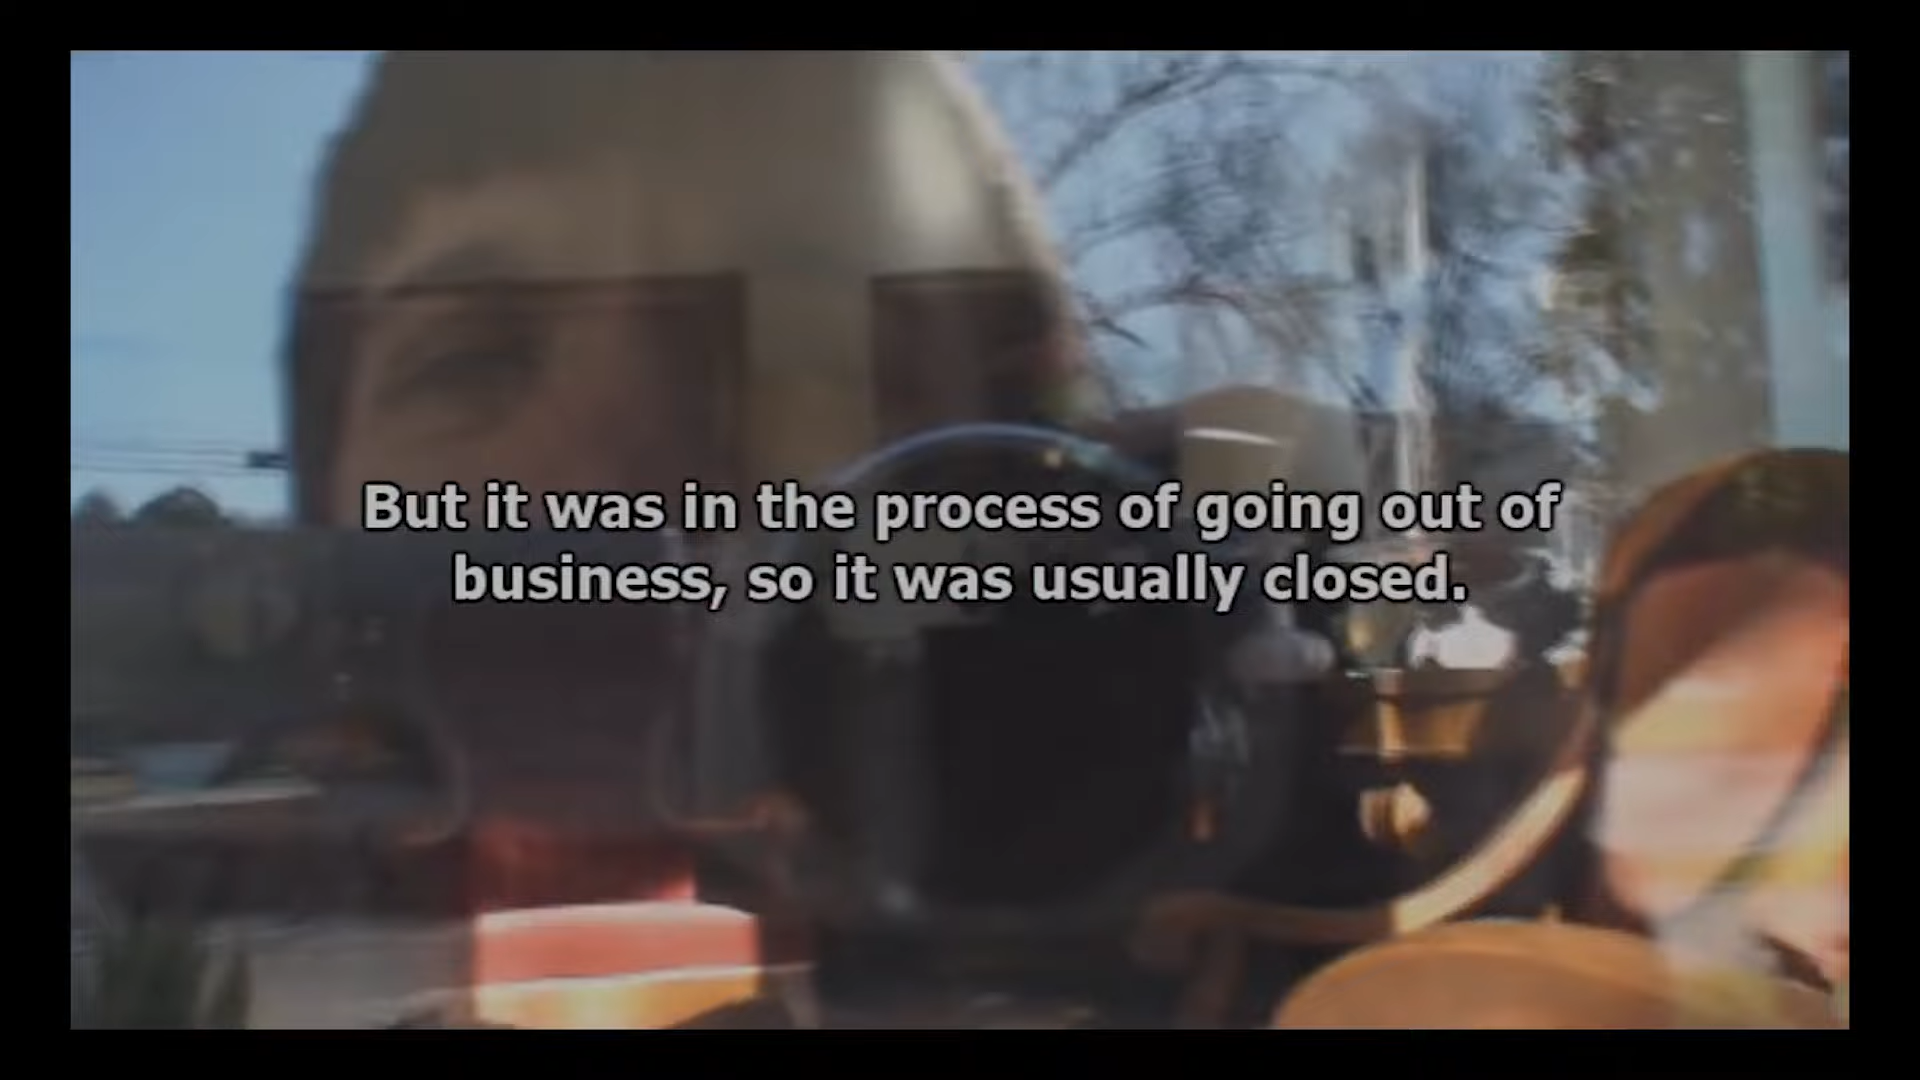 But it was in the process of going out of
business, so it was usually closed.